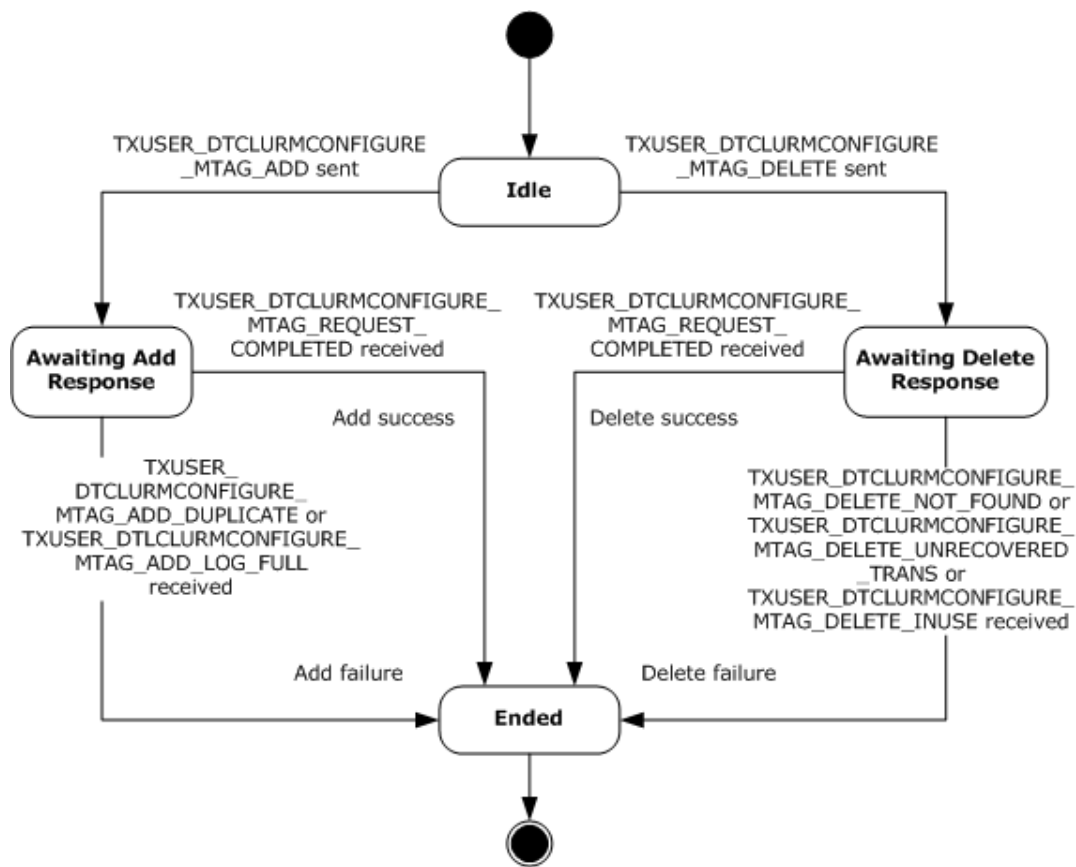 TXUSER_DTCLURMCONFIGURE
_MTAG_ADD sent
TXUSER_DTCLURMCONFIGURE
_MTAG_DELETE sent
Idle
TXUSER_DTCLURMCONFIGURE_
MTAG_REQUEST_
COMPLETED received
TXUSER_DTCLURMCONFIGURE_
MTAG_REQUEST_
COMPLETED received
Awaiting Add
Response
Awaiting Delete
Response
Add success
Delete success
TXUSER_
DTCLURMCONFIGURE_
MTAG_ADD_DUPLICATE or
TXUSER_DTLCLURMCONFIGURE_
MTAG_ADD_LOG_FULL
received
TXUSER_DTCLURMCONFIGURE_
MTAG_DELETE_NOT_FOUND or
TXUSER_DTCLURMCONFIGURE_
MTAG_DELETE_UNRECOVERED
_TRANS or
TXUSER_DTCLURMCONFIGURE_
MTAG_DELETE_INUSE received
Add failure
Delete failure
Ended